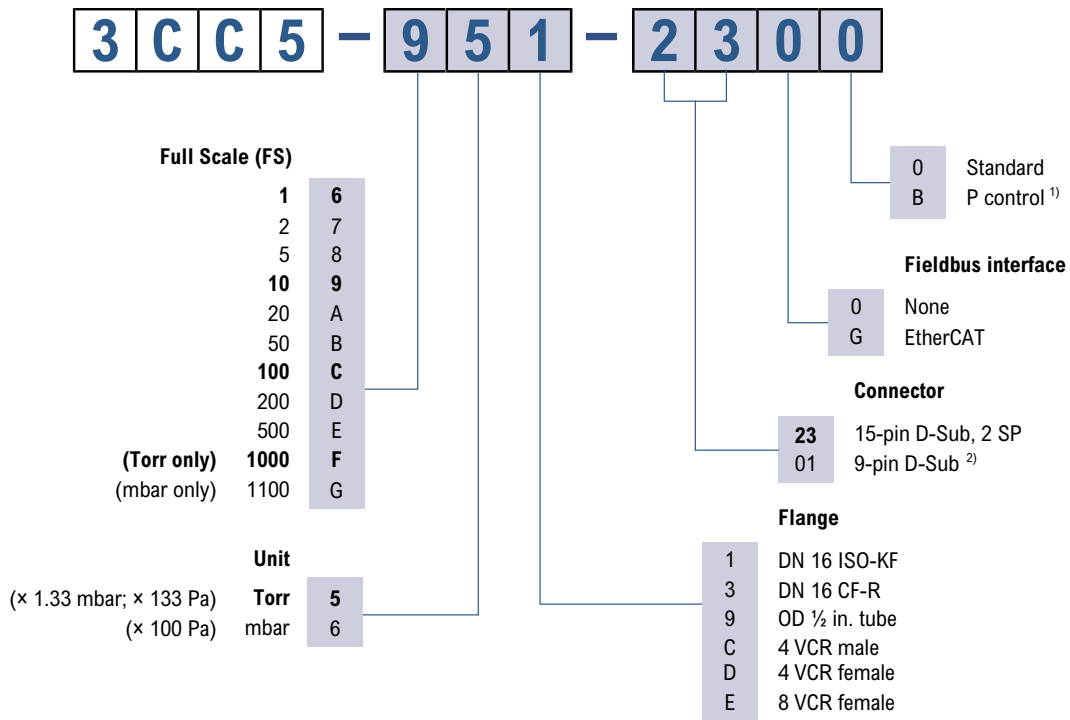 3CC5-951-2300
Full Scale (FS)
1 6
2 7
5 8
10 9
20 A
50 B
100 C
200 D
500 E
(Torr only) 1000 F
(mbar only) 1100 G
Unit
(× 1.33 mbar; × 133 Pa) Torr 5
(× 100 Pa) mbar 6
0 Standard
B P control 1)
Fieldbus interface
0 None
G EtherCAT
Connector
23 15-pin D-Sub, 2 SP
01 9-pin D-Sub 2)
Flange
1 DN 16 ISO-KF
3 DN 16 CF-R
9 OD ½ in. tube
C 4 VCR male
D 4 VCR female
E 8 VCR female